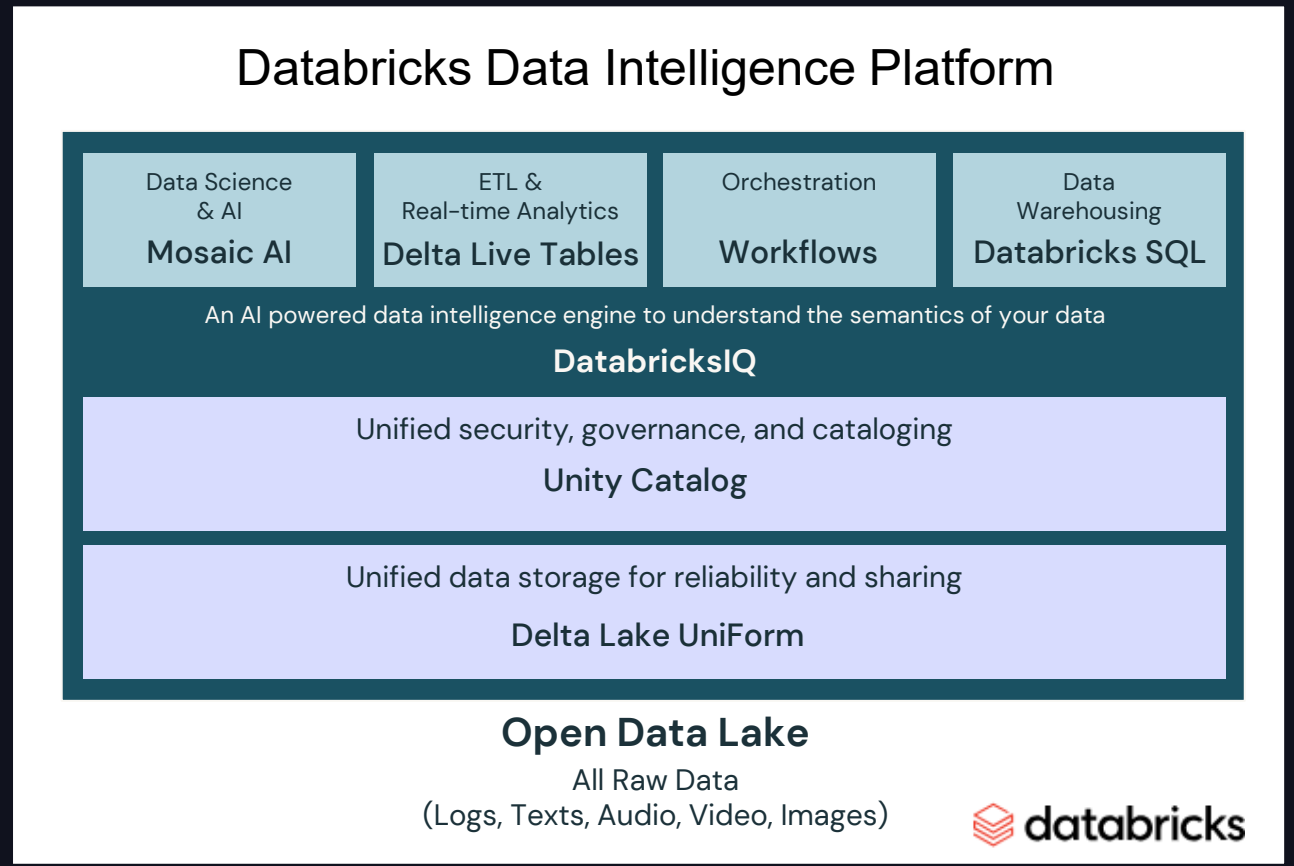 Databricks Data Intelligence Platform
Data Science
& AI
Mosaic AI
ETL &
Real-time Analytics
Delta Live Tables
Orchestration
Workflows
Data
Warehousing
Databricks SQL
An AI powered data intelligence engine to understand the semantics of your data
DatabricksIQ
Unified security, governance, and cataloging
Unity Catalog
Unified data storage for reliability and sharing
Delta Lake UniForm
Open Data Lake
All Raw Data
(Logs, Texts, Audio, Video, Images)
databricks